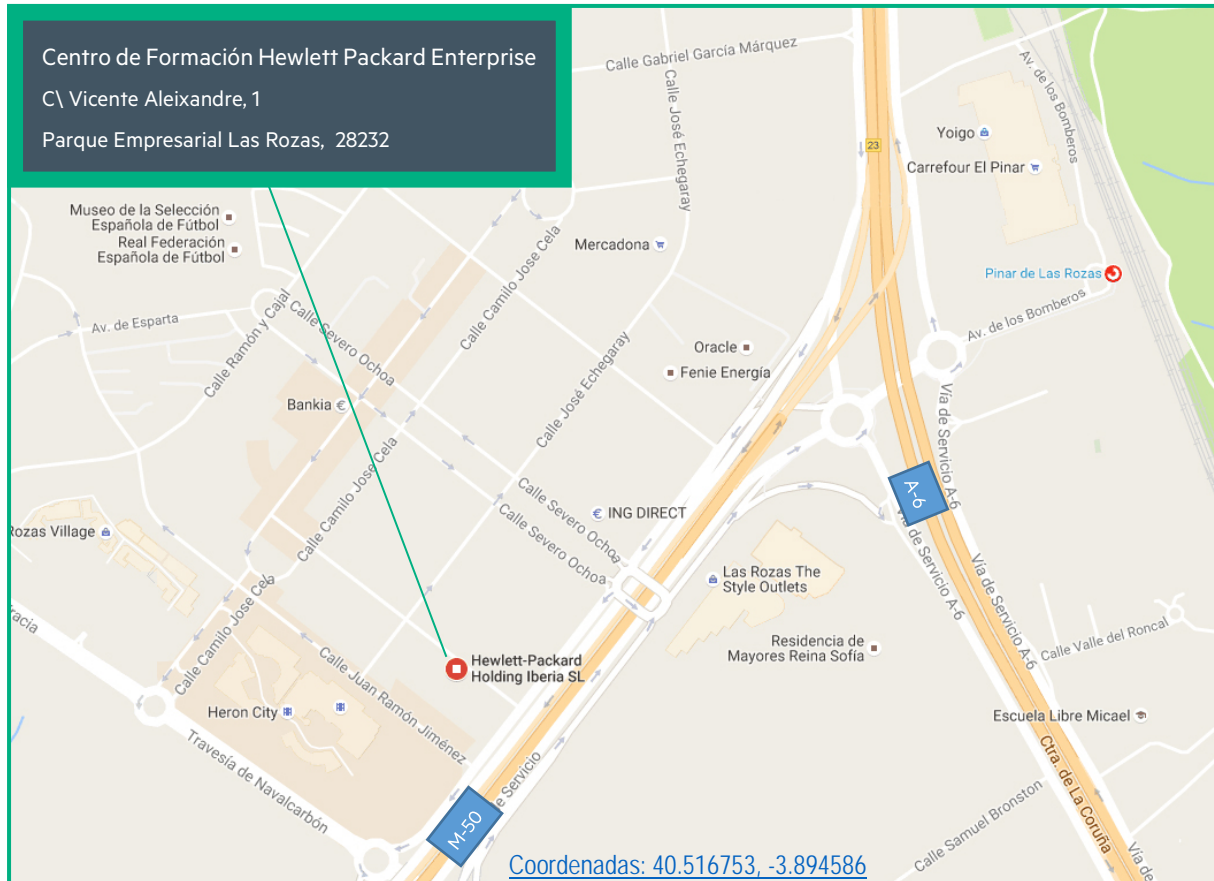 Centro de Formación Hewlett Packard Enterprise
C\ Vicente Aleixandre, 1
Parque Empresarial Las Rozas, 28232
Calle Gabriel García Márquez
Calle José Echegaray
Av. de los Bomberos
23
Yoigo
Carrefour El Pinar
Museo de la Selección
Española de Fútbol
Real Federación
Española de Fútbol
Mercadona
Calle Camilo Jose Cela
Pinar de Las Rozas
Av. de los Bomberos
Av. de Esparta
Calle Ramón y Cajal
Calle Severo Ochoa
Oracle
Fenie Energía
Calle José Echegaray
Bankia €
Vía de Servicio A-6
Calle Camilo Jose Cela
A-6
Calle Severo Ochoa
Calle Severo Ochoa
€ ING DIRECT
Rozas Village
Vía de Servicio A-6
Vía de Servicio A-6
Las Rozas The
Style Outlets
Calle Camilo Jose Cela
racia
Residencia de
Mayores Reina Sofía
Calle Valle del Roncal
Hewlett-Packard
Holding Iberia SL
Calle Juan Ramón Jiménez
Heron City
Escuela Libre Micael
Travesía de Navalcarbón
Ctra. de La Coruña
de Servicio
M-50
Calle Samuel Bronston
Vía de
Coordenadas: 40.516753, -3.894586